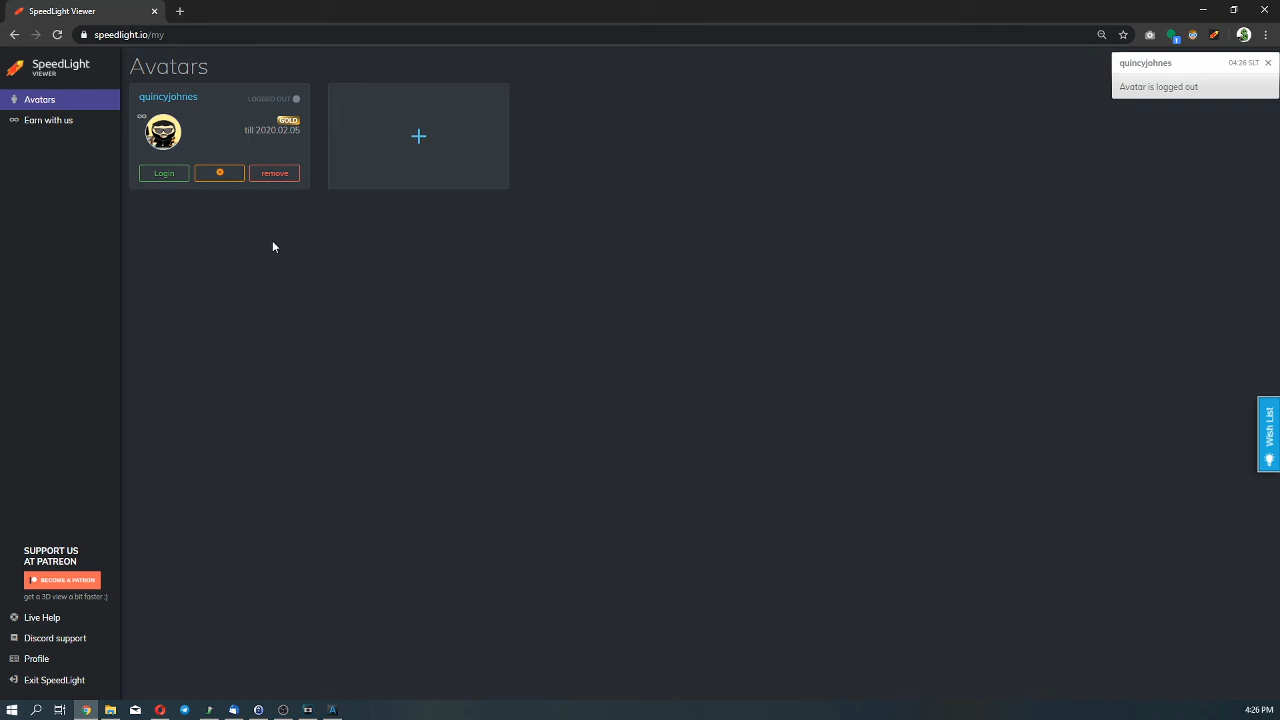 SpeedLight Viewer
speedlight.io/my
SpeedLight
VIEWER
Avatars
Earn with us
Avatars
quincyjohnes
LOGGED OUT
GOLD
till 2020.02.05
Login
remove
quincyjohnes
04:26 SLT
Avatar is logged out
Wish List
SUPPORT US
AT PATREON
BECOME A PATRON
get a 3D view a bit faster ;)
Live Help
Discord support
Profile
Exit SpeedLight
4:26 PM